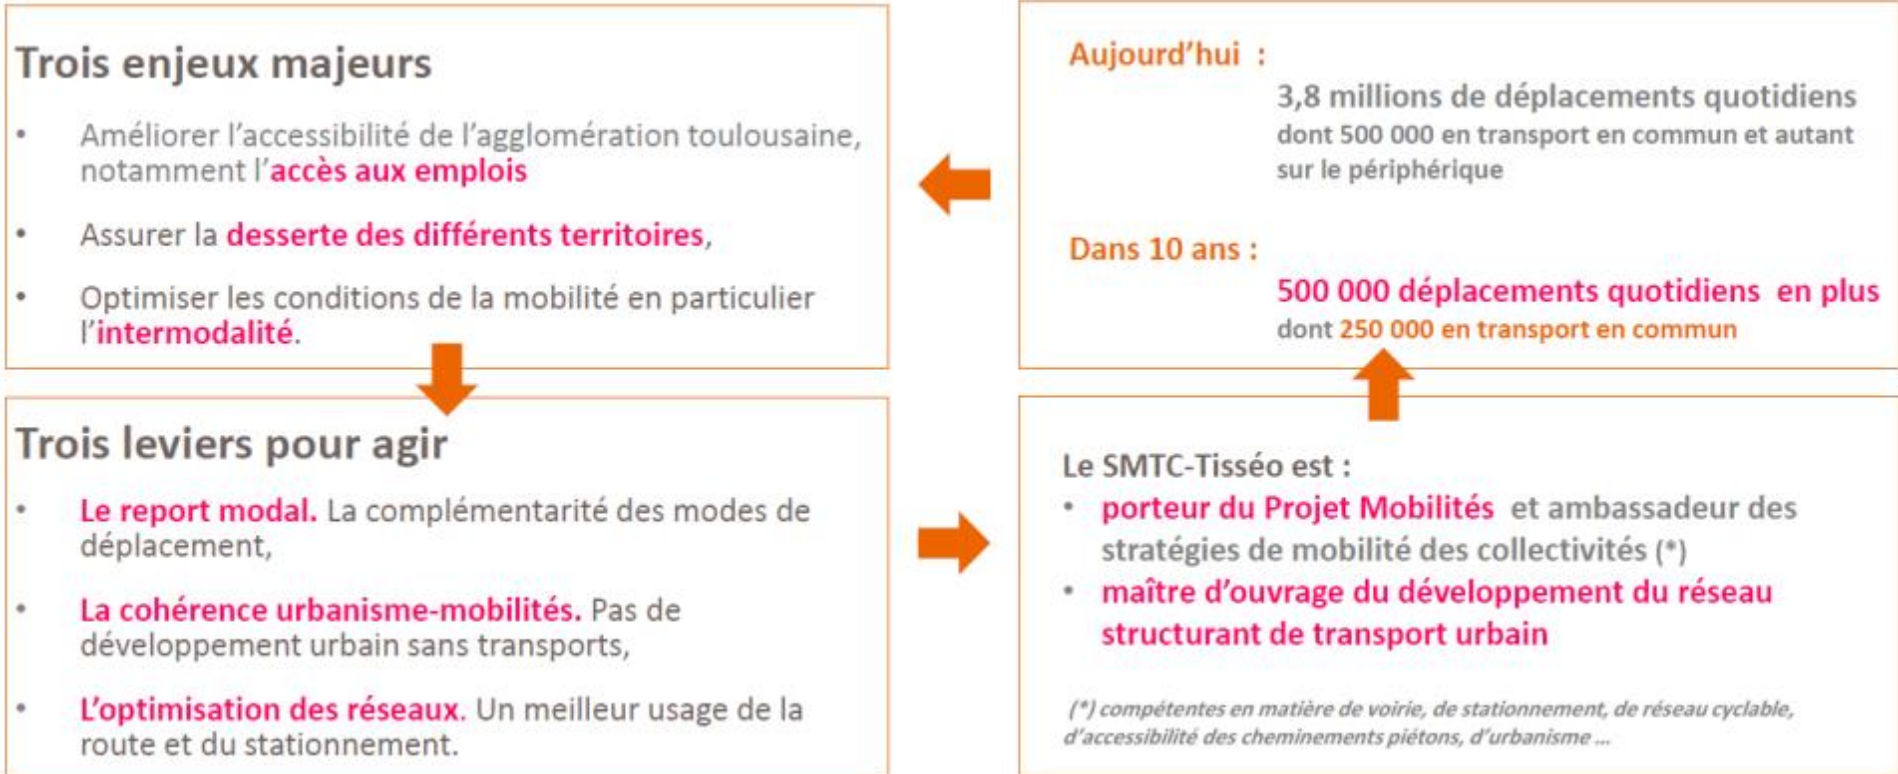 Trois enjeux majeurs
• Améliorer l'accessibilité de l'agglomération toulousaine,
notamment l'accès aux emplois
• Assurer la desserte des différents territoires,
• Optimiser les conditions de la mobilité en particulier
l'intermodalité.
Aujourd'hui :
3,8 millions de déplacements quotidiens
dont 500 000 en transport en commun et autant
sur le périphérique
Dans 10 ans :
500 000 déplacements quotidiens en plus
dont 250 000 en transport en commun
Trois leviers pour agir
• Le report modal. La complémentarité des modes de
déplacement,
• La cohérence urbanisme-mobilités. Pas de
développement urbain sans transports,
• L'optimisation des réseaux. Un meilleur usage de la
route et du stationnement.
Le SMTC-Tisséo est :
• porteur du Projet Mobilités et ambassadeur des
stratégies de mobilité des collectivités (*)
• maître d'ouvrage du développement du réseau
structurant de transport urbain
(*) compétentes en matière de voirie, de stationnement, de réseau cyclable,
d'accessibilité des cheminements piétons, d'urbanisme ...